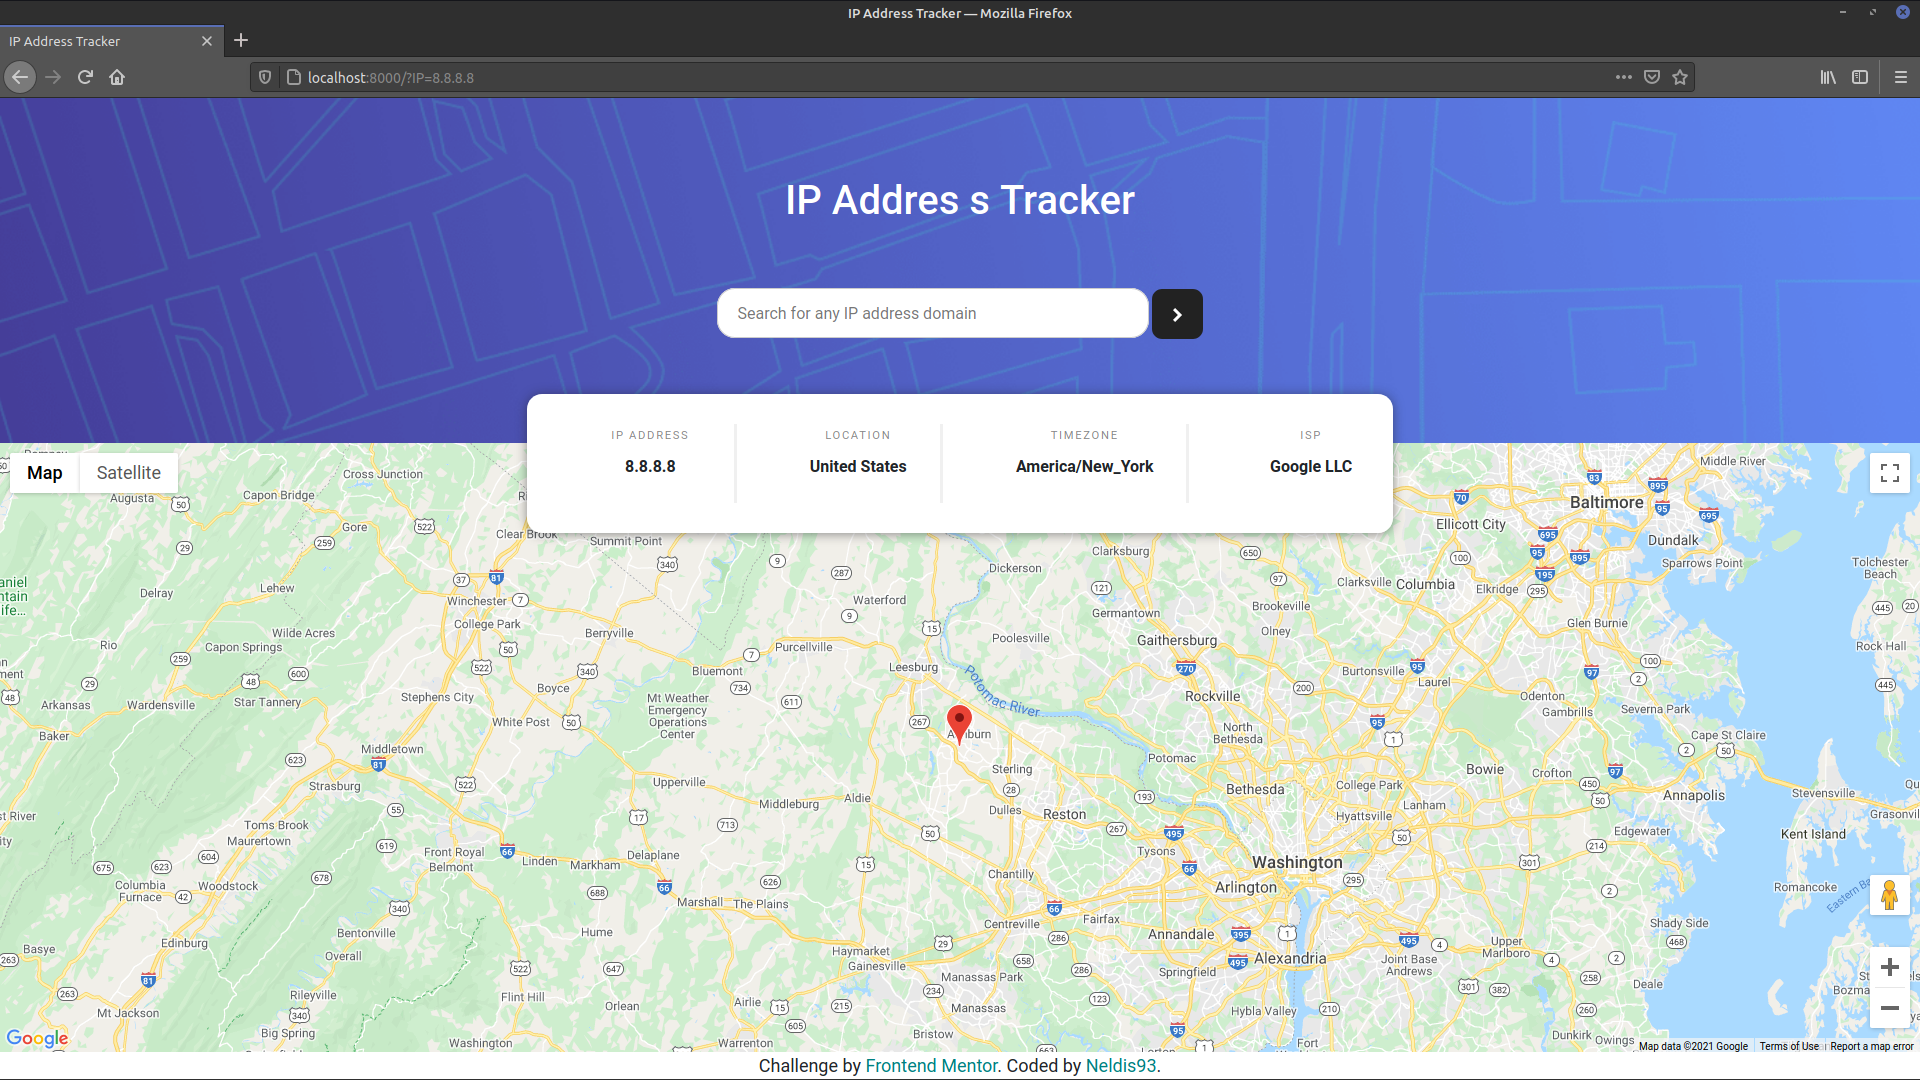 IP Address Tracker — Mozilla Firefox
IP Address Tracker
localhost:8000/?IP=8.8.8.8
IP Addres s Tracker
Search for any IP address domain
IP ADDRESS
8.8.8.8
LOCATION
United States
TIMEZONE
America/New_York
ISP
Google LLC
Map
Satellite
Cross Junction
Middle River
Augusta
Capon Bridge
Baltimore
Gore
Clear Brook
Summit Point
Ellicott City
Dundalk
Clarksburg
Sparrows Point
Dickerson
Tolchester
Beach
Delray
Lehew
Winchester
Waterford
Germantown
Clarksville
Columbia
Elkridge
College Park
Berryville
Brookeville
Wilde Acres
Poolesville
Gaithersburg
Olney
Glen Burnie
Rio
Capon Springs
Purcellville
Rock Hall
Bluemont
Leesburg
Burtonsville
Laurel
Potomac River
Boyce
Stephens City
Mt Weather
Emergency
Operations
Center
Rockville
Odenton
Arkansas
Wardensville
Star Tannery
White Post
Gambrills
Severna Park
Baker
North
Bethesda
Cape St Claire
Middletown
Potomac
Strasburg
Upperville
Sterling
Bethesda
College Park
Bowie
Crofton
Annapolis
Stevensville
Middleburg
Aldie
Dulles
Reston
Lanham
Hyattsville
Toms Brook
Maurertown
Edgewater
Kent Island
Front Royal
Belmont
Linden
Markham
Delaplane
Tysons
Washington
Columbia
Furnace
Woodstock
Chantilly
Arlington
Romancoke
Marshall
The Plains
Centreville
Fairfax
Shady Side
Edinburg
Bentonville
Hume
Annandale
Basye
Overall
Haymarket
Gainesville
Alexandria
Joint Base
Andrews
Upper
Marlboro
Springfield
Manassas Park
Rileyville
Flint Hill
Orlean
Airlie
Manassas
Hybla Valley
Deale
Mt Jackson
Big Spring
Washington
Warrenton
Bristow
Fort
Dunkirk
Owings
Google
Map data ©2021 Google
Terms of Use
Report a map error
Challenge by Frontend Mentor. Coded by Neldis93.